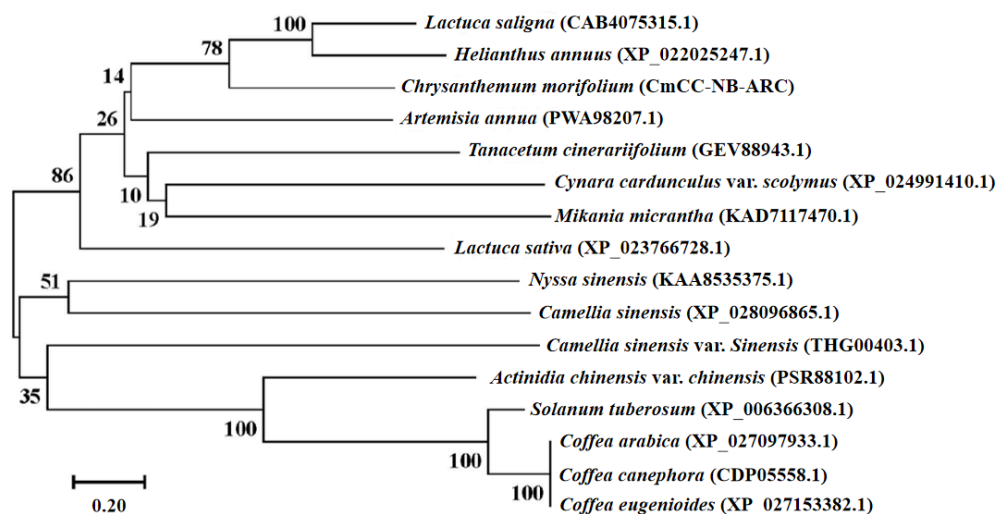 100 Lactuca saligna (CAB4075315.1)
Helianthus annuus (XP_022025247.1)
78
Chrysanthemum morifolium (CmCC-NB-ARC)
14
Artemisia annua (PWA98207.1)
26
Tanacetum cinerariifolium (GEV88943.1)
86
Cynara cardunculus var. scolymus (XP_024991410.1)
10
19
Mikania micrantha (KAD7117470.1)
Lactuca sativa (XP_023766728.1)
51
Nyssa sinensis (KAA8535375.1)
Camellia sinensis (XP_028096865.1)
Camellia sinensis var. Sinensis (THG00403.1)
35
Actinidia chinensis var. chinensis (PSR88102.1)
Solanum tuberosum (XP_006366308.1)
100
Coffea arabica (XP_027097933.1)
100
Coffea canephora (CDP05558.1)
100
Coffea eugenioides (XP_027153382.1)
0.20